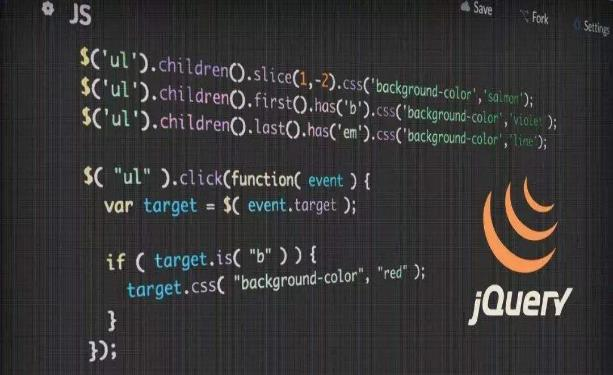 JS
Save
Fork
Settings
$('ul').children().slice(1,-2).css('background-color','salmon');
$('ul').children().first().has('b').css('background-color','violet');
$('ul').children().last().has('em').css('background-color','lime');
$( "ul" ).click(function( event ) {
var target = $( event.target );
if ( target.is( "b" ) ) {
target.css( "background-color", "red" );
}
});
jQuery